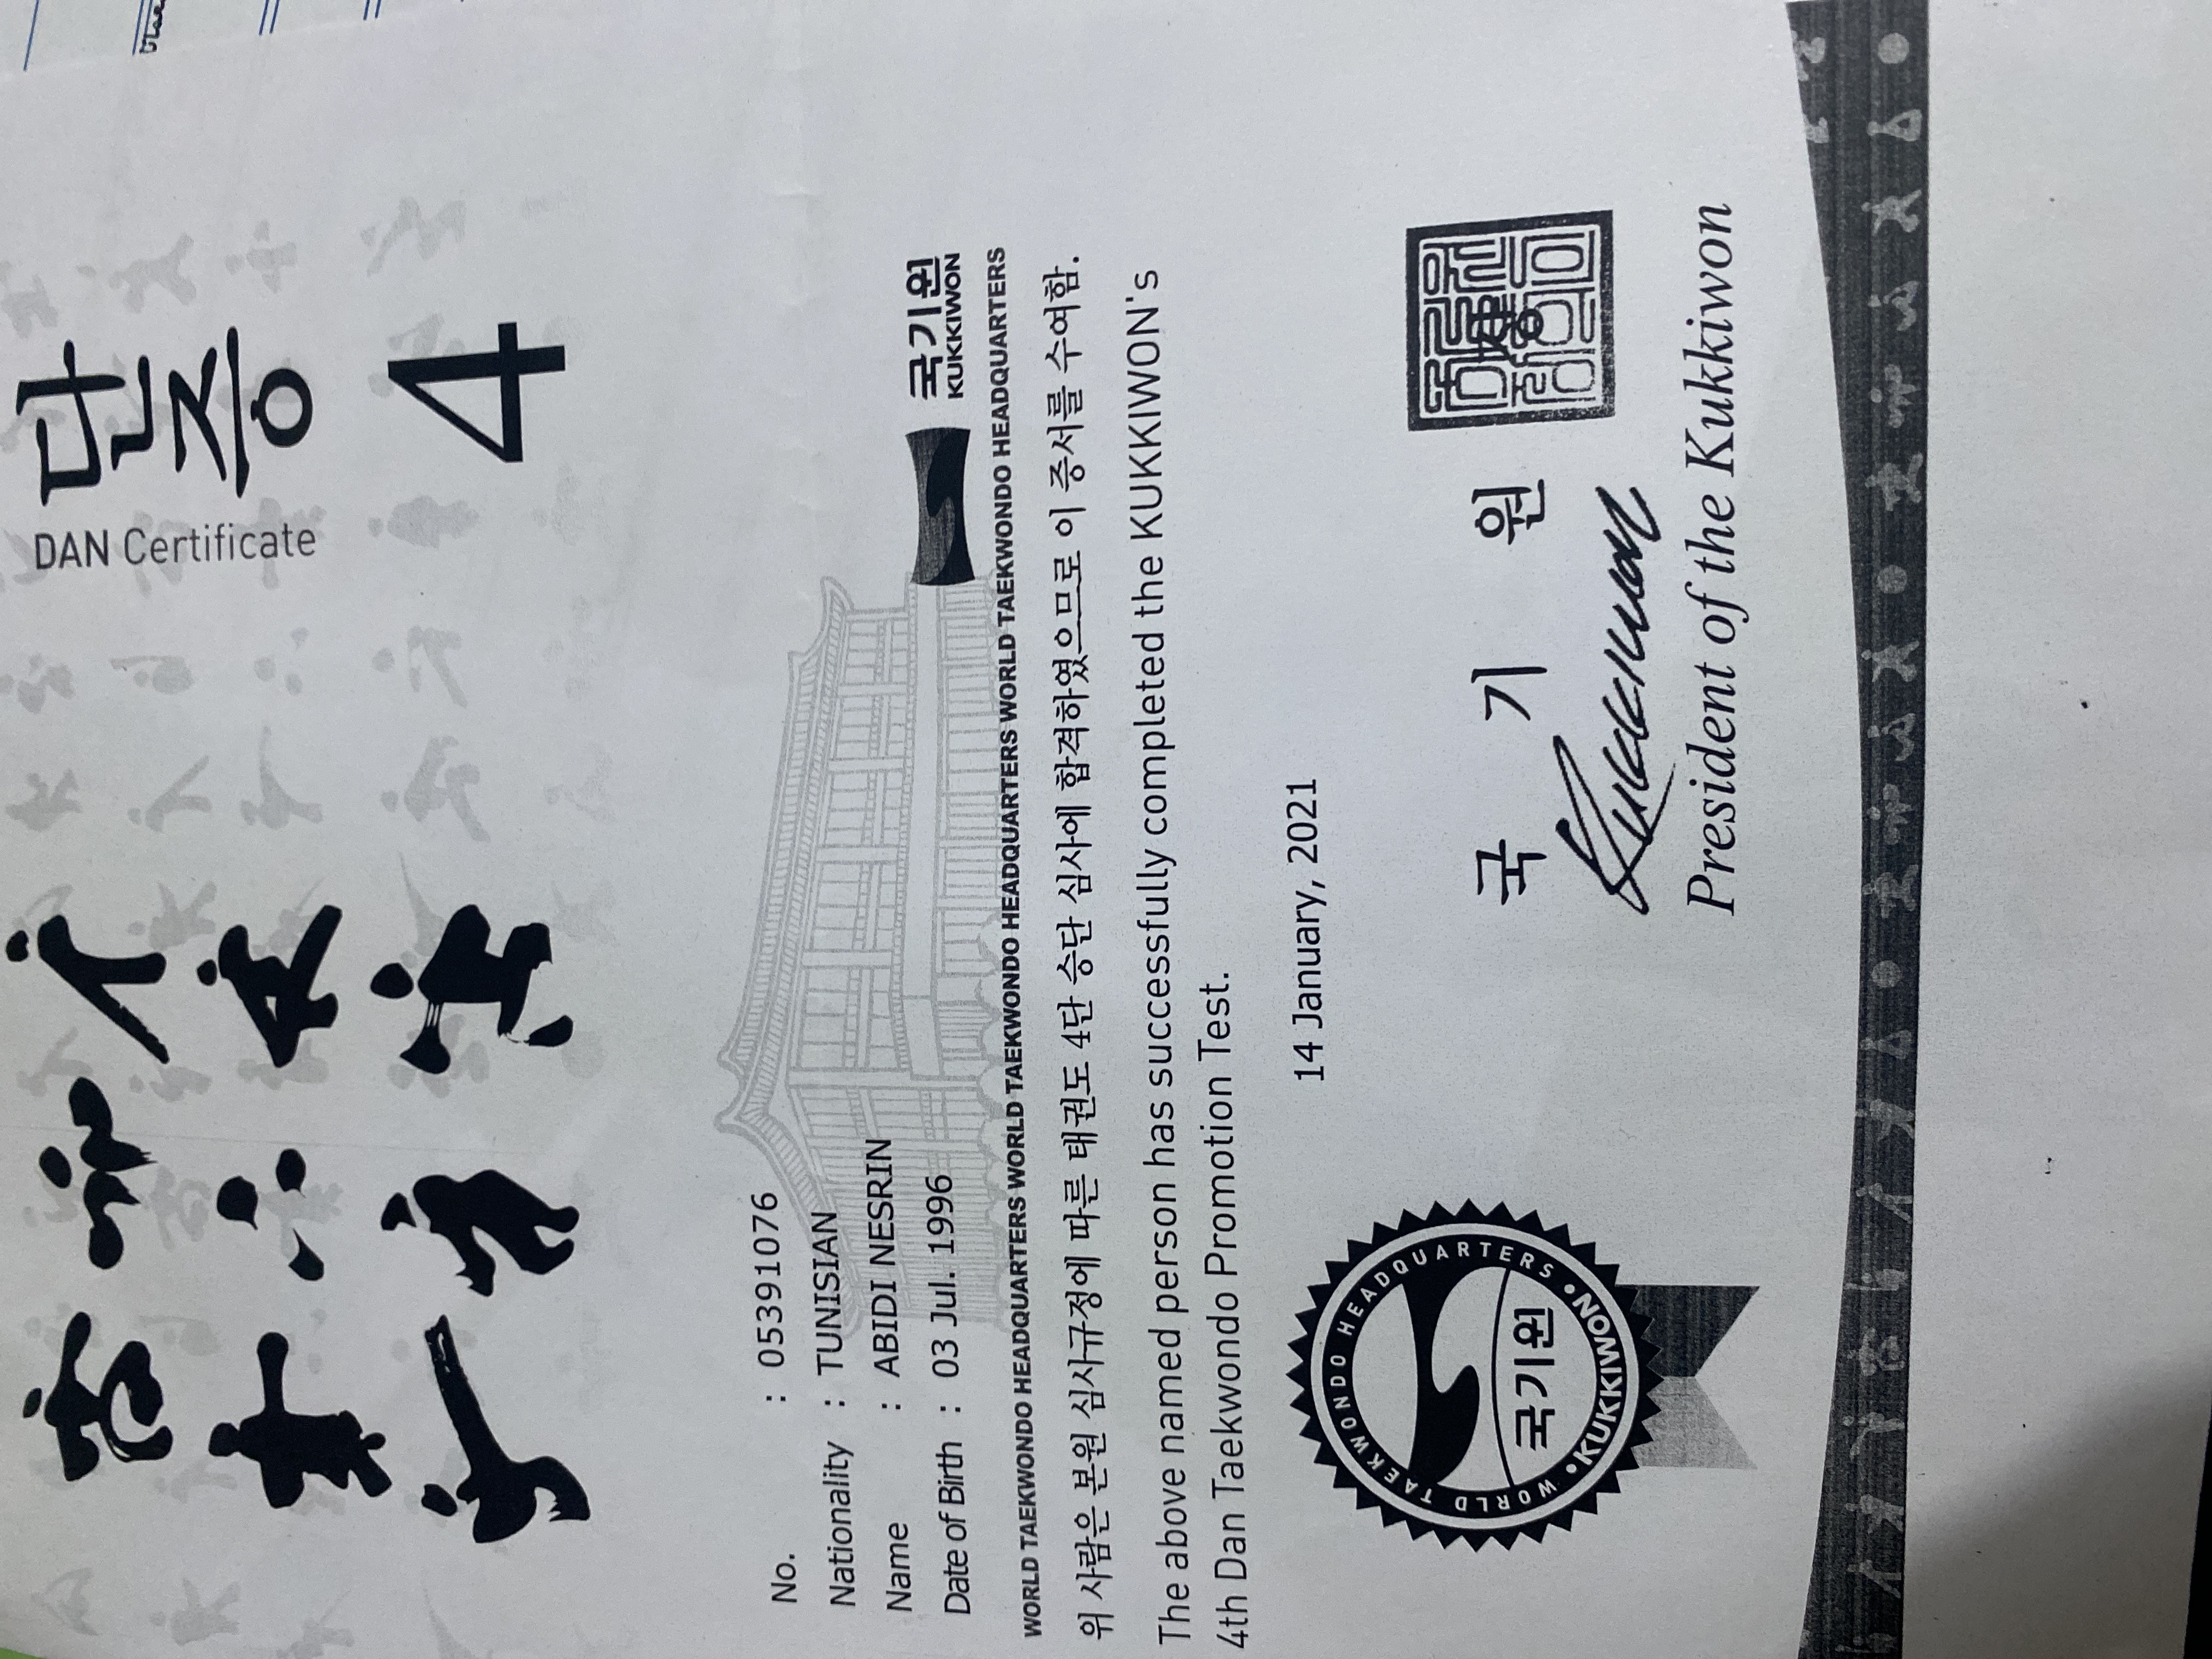 단증
DAN Certificate
4
No. : 05391076
Nationality : TUNISIAN
Name : ABIDI NESRIN
Date of Birth : 03 Jul. 1996
국기원
KUKKIWON
WORLD TAEKWONDO HEADQUARTERS WORLD TAEKWONDO HEADQUARTERS WORLD TAEKWONDO HEADQUARTERS WORLD TAEKWONDO HEADQUARTERS
위 사람은 본원 심사규정에 따른 태권도 4단 승단 심사에 합격하였으므로 이 증서를 수여함.
The above named person has successfully completed the KUKKIWON's
4th Dan Taekwondo Promotion Test.
14 January, 2021
국 기 원
President of the Kukkiwon
WORLD TAEKWONDO HEADQUARTERS
국기원
KUKKIWON